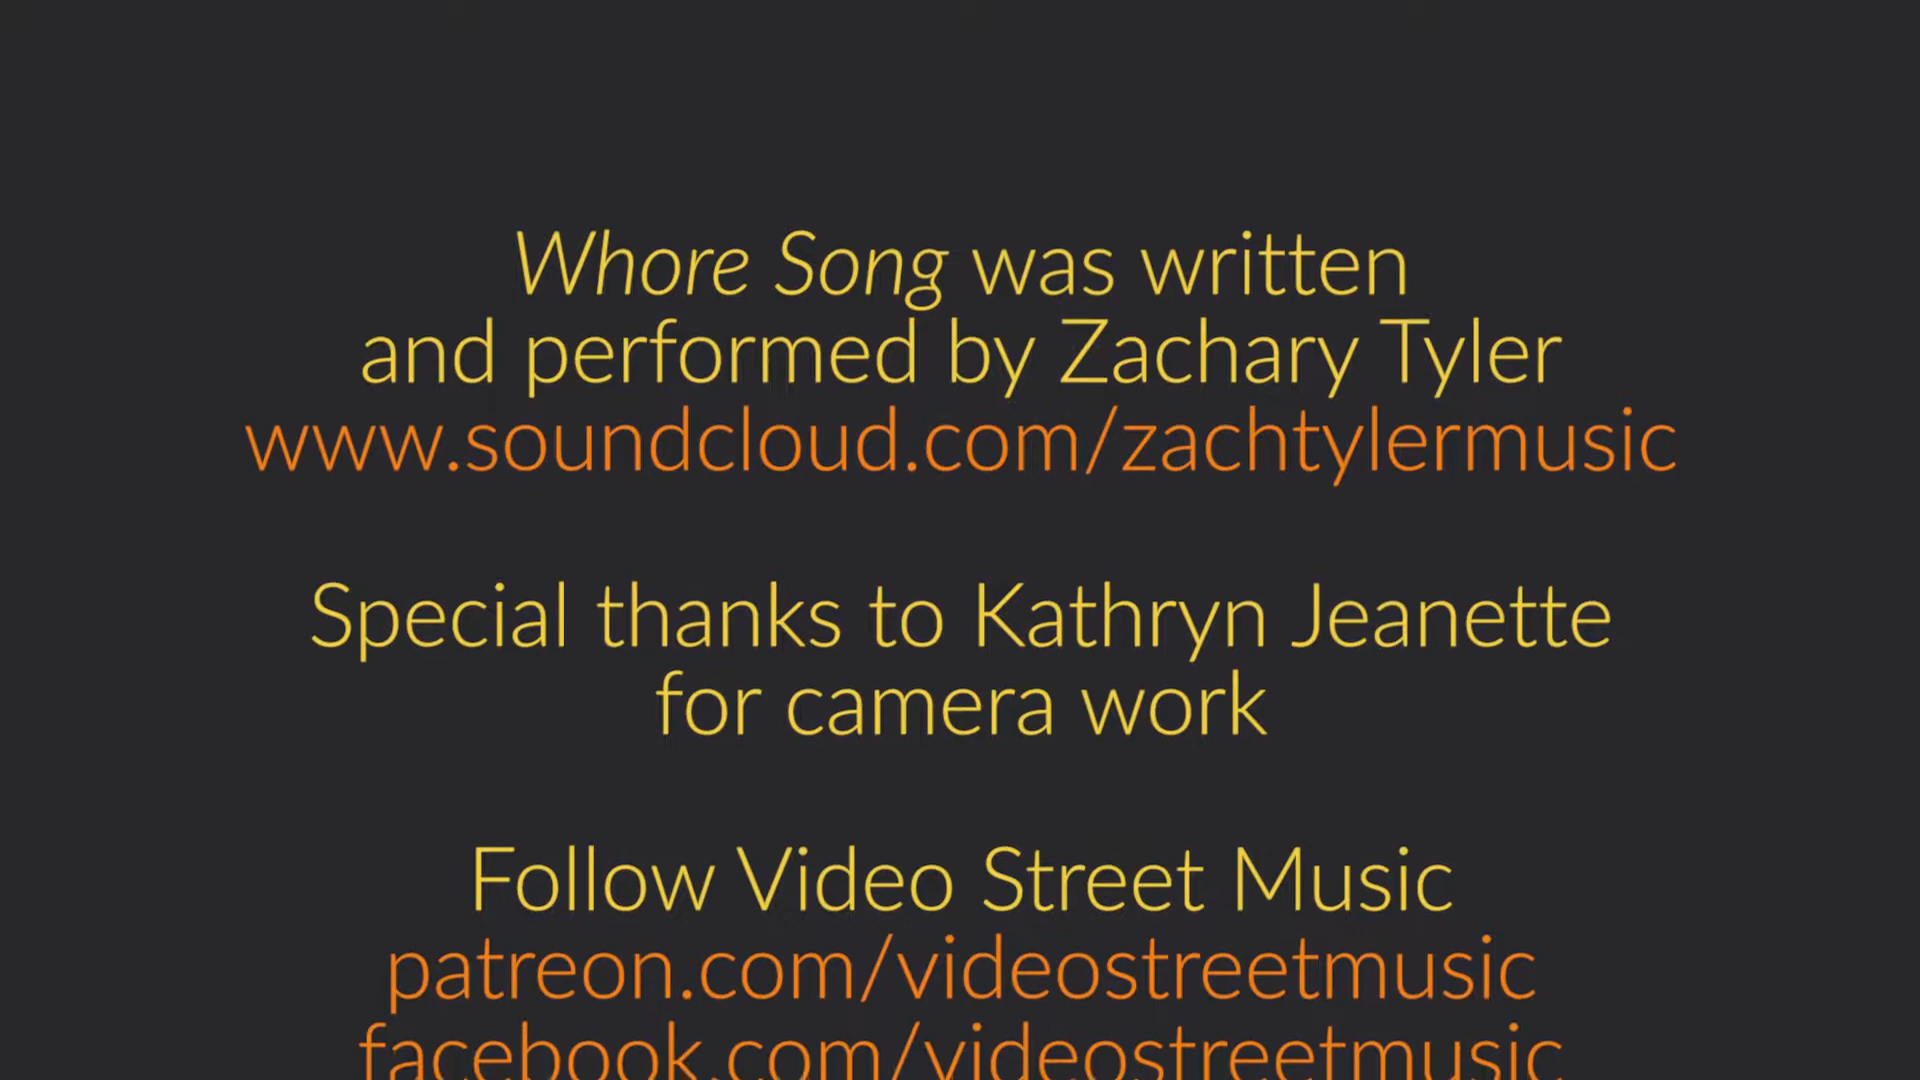 Whore Song was written
and performed by Zachary Tyler
www.soundcloud.com/zachtylermusic
Special thanks to Kathryn Jeanette
for camera work
Follow Video Street Music
patreon.com/videostreetmusic
facebook.com/videostreetmusic